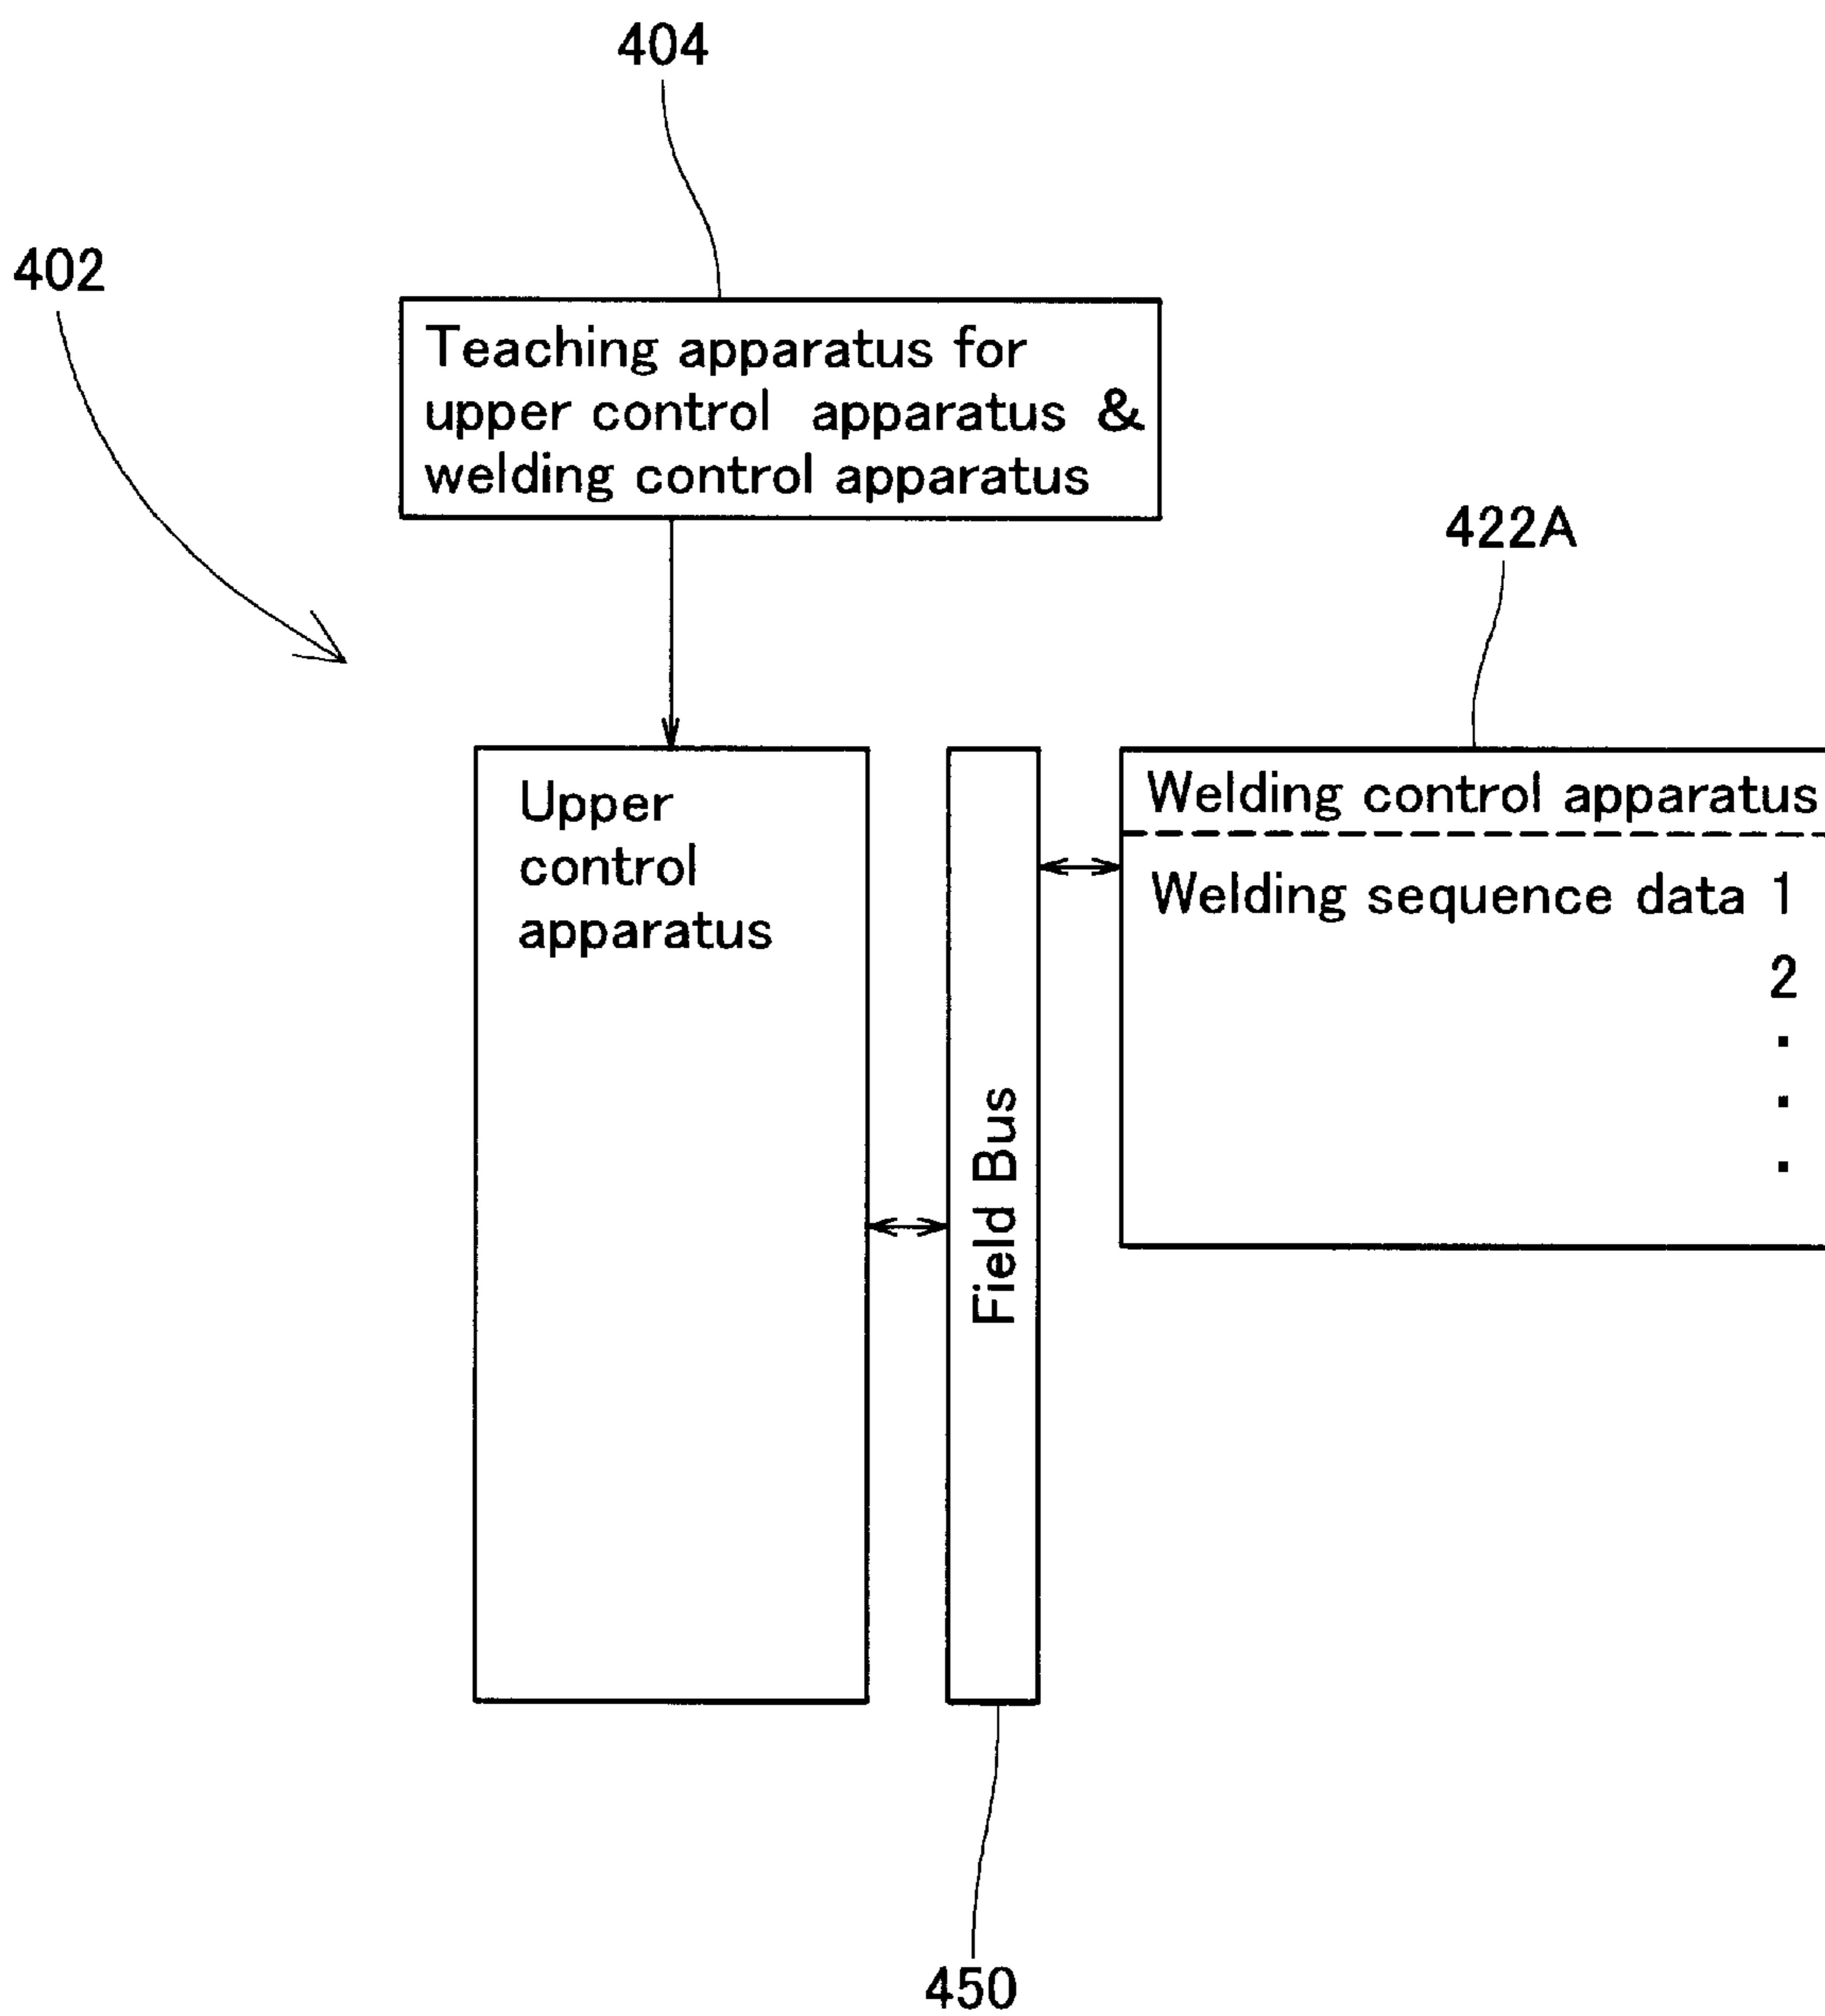 404
402
Teaching apparatus for
upper control apparatus &
welding control apparatus
422A
Upper
control
apparatus
Field Bus
Welding control apparatus
Welding sequence data 1
2
.
.
.
450